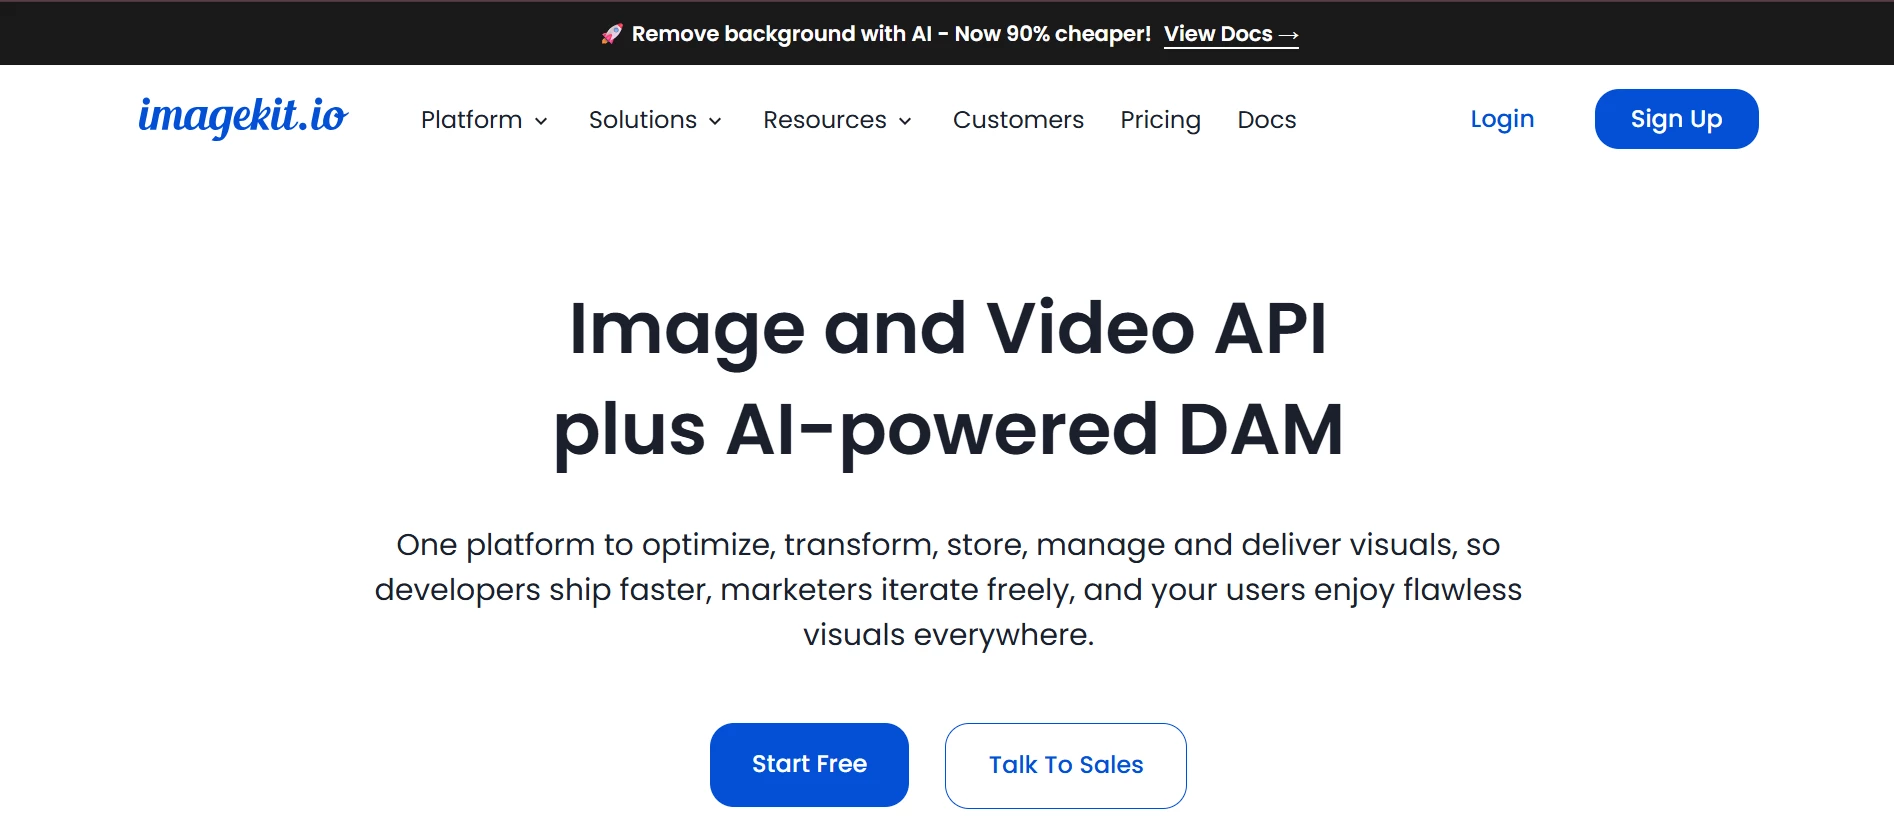 🚀 Remove background with AI - Now 90% cheaper! View Docs →
imagekit.io Platform Solutions Resources Customers Pricing Docs Login Sign Up
Image and Video API
plus AI-powered DAM
One platform to optimize, transform, store, manage and deliver visuals, so
developers ship faster, marketers iterate freely, and your users enjoy flawless
visuals everywhere.
Start Free Talk To Sales